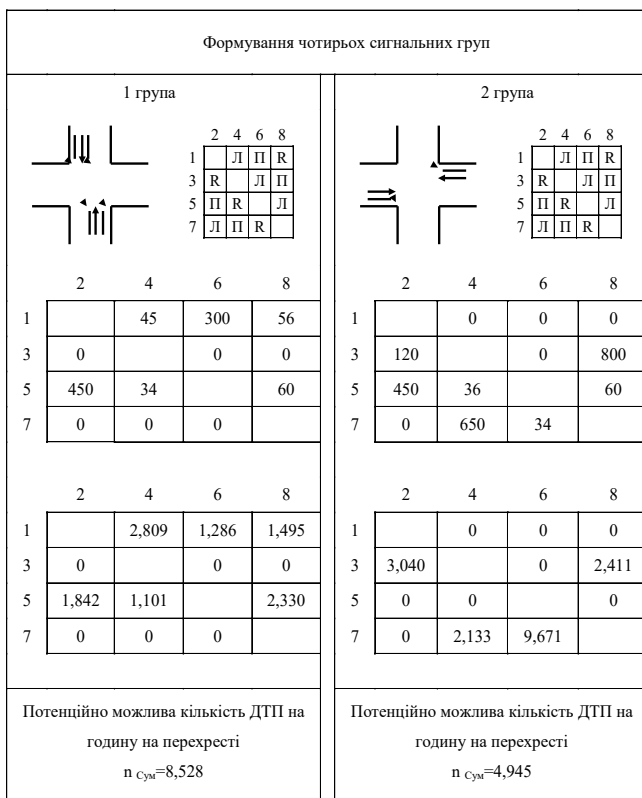 Формування чотирьох сигнальних груп
1 група
2 4 6 8
1 Л П R
3 R Л П
5 П R Л
7 Л П R
2 4 6 8
1 45 300 56
3 0 0 0
5 450 34 60
7 0 0 0
2 4 6 8
1 2,809 1,286 1,495
3 0 0 0
5 1,842 1,101 2,330
7 0 0 0
Потенційно можлива кількість ДТП на
годину на перехресті
n Сум=8,528
2 група
2 4 6 8
1 Л П R
3 R Л П
5 П R Л
7 Л П R
2 4 6 8
1 0 0 0
3 120 0 800
5 450 36 60
7 0 650 34
2 4 6 8
1 0 0 0
3 3,040 0 2,411
5 0 0 0
7 0 2,133 9,671
Потенційно можлива кількість ДТП на
годину на перехресті
n Сум=4,945